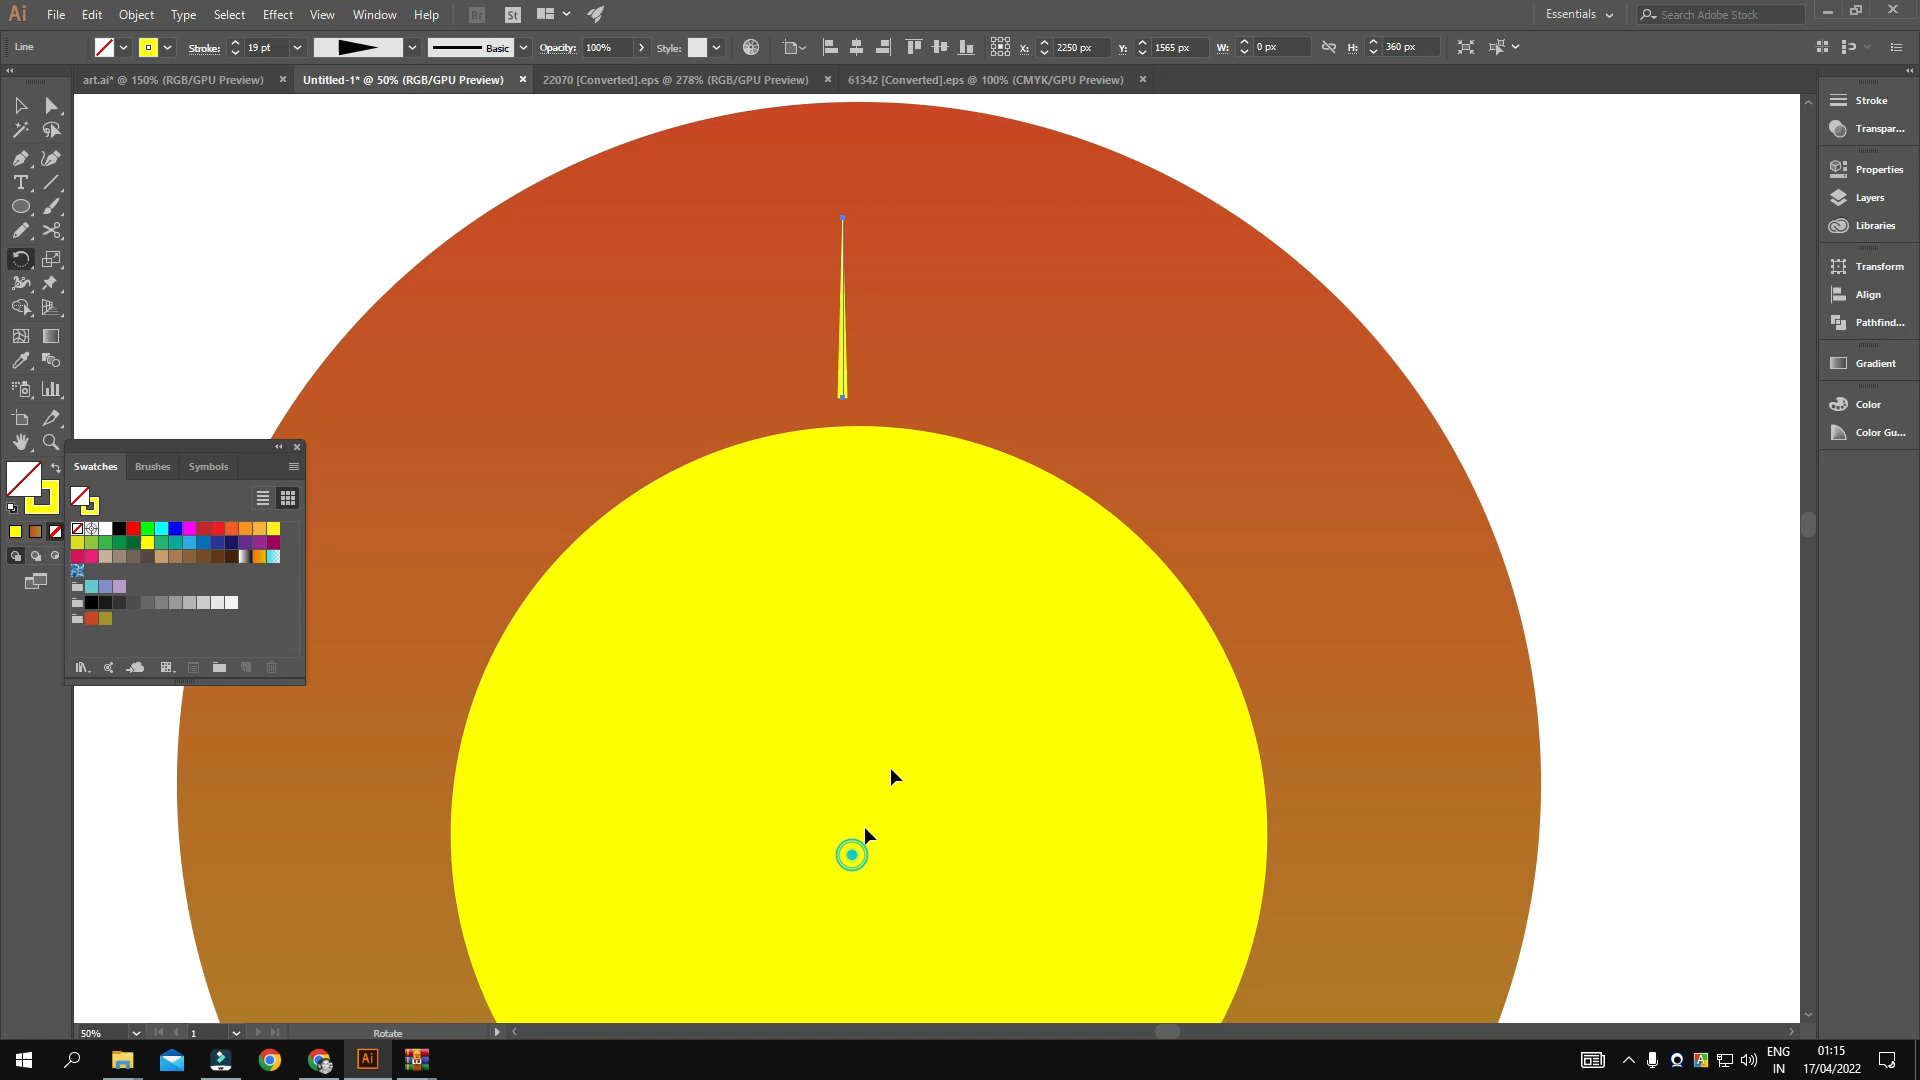 Ai File Edit Object Type Select Effect View Window Help Br St Essentials Search Adobe Stock
Line Stroke: 19 pt Basic Opacity: 100% Style: X: 2250 px Y: 1565 px W: 0 px H: 360 px
art.ai* @ 150% (RGB/GPU Preview) Untitled-1* @ 50% (RGB/GPU Preview) 22070 [Converted].eps @ 278% (RGB/GPU Preview) 61342 [Converted].eps @ 100% (CMYK/GPU Preview)
Stroke
Transpar...
Properties
Layers
Libraries
Transform
Align
Pathfind...
Gradient
Color
Color Gu...
Swatches Brushes Symbols
50% 1 Rotate
Ai ENG 01:15
IN 17/04/2022